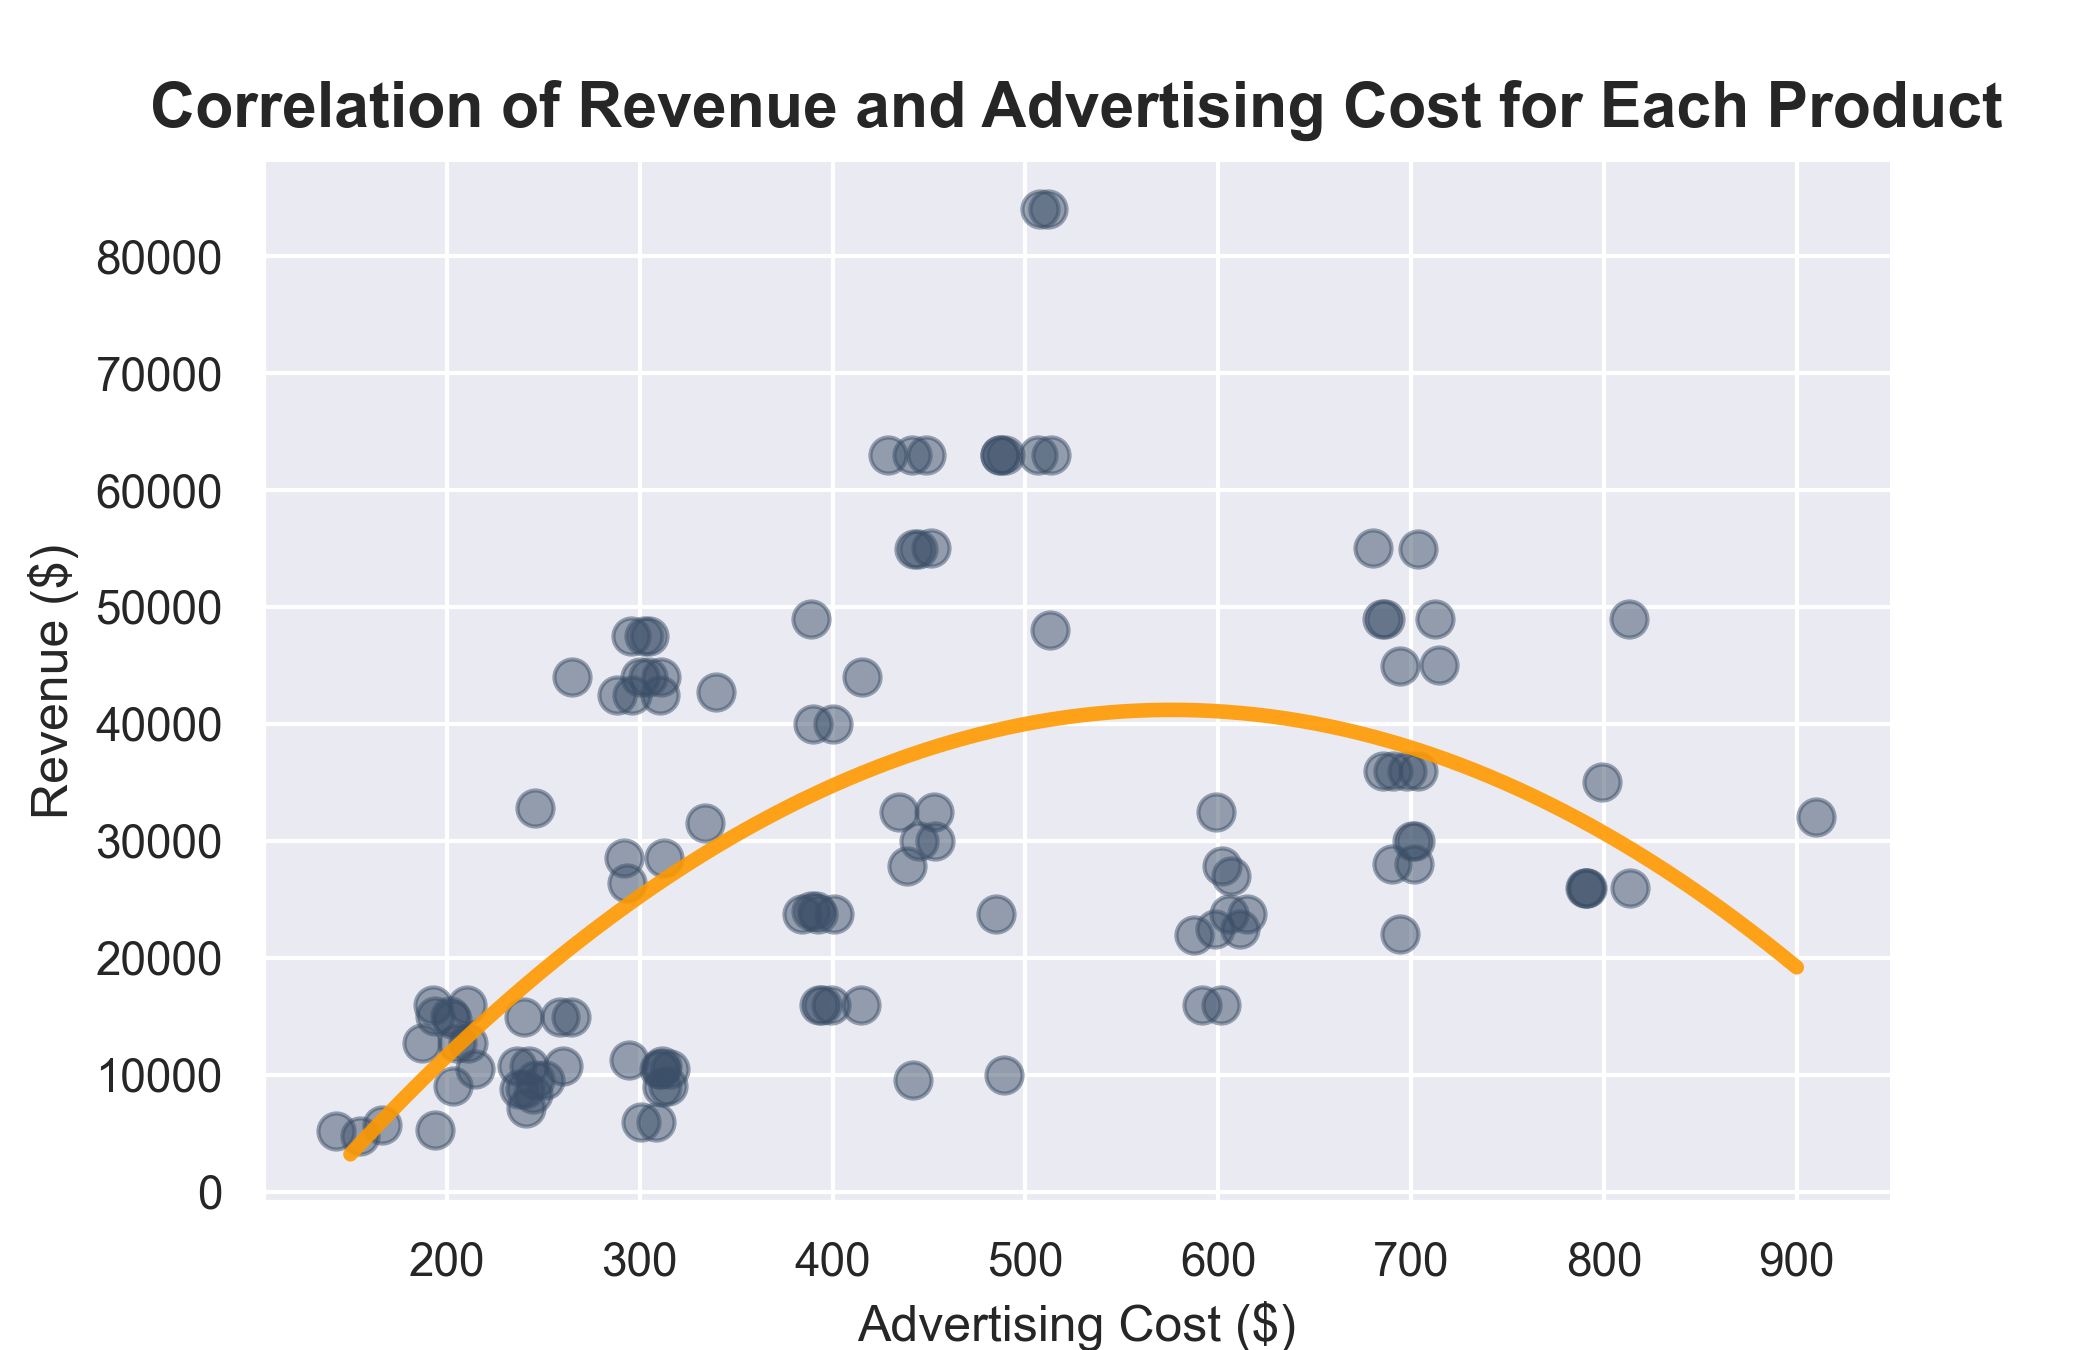 Correlation of Revenue and Advertising Cost for Each Product
Revenue ($)
80000
70000
60000
50000
40000
30000
20000
10000
0
200 300 400 500 600 700 800 900
Advertising Cost ($)